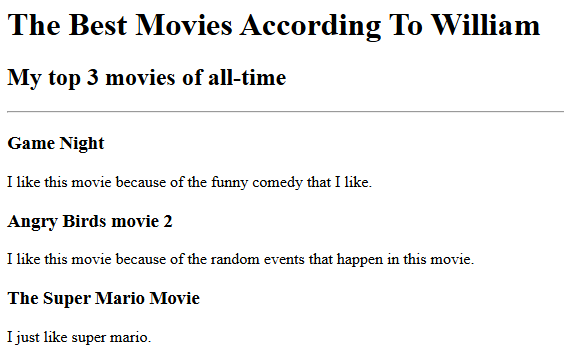 The Best Movies According To William
My top 3 movies of all-time
Game Night
I like this movie because of the funny comedy that I like.
Angry Birds movie 2
I like this movie because of the random events that happen in this movie.
The Super Mario Movie
I just like super mario.